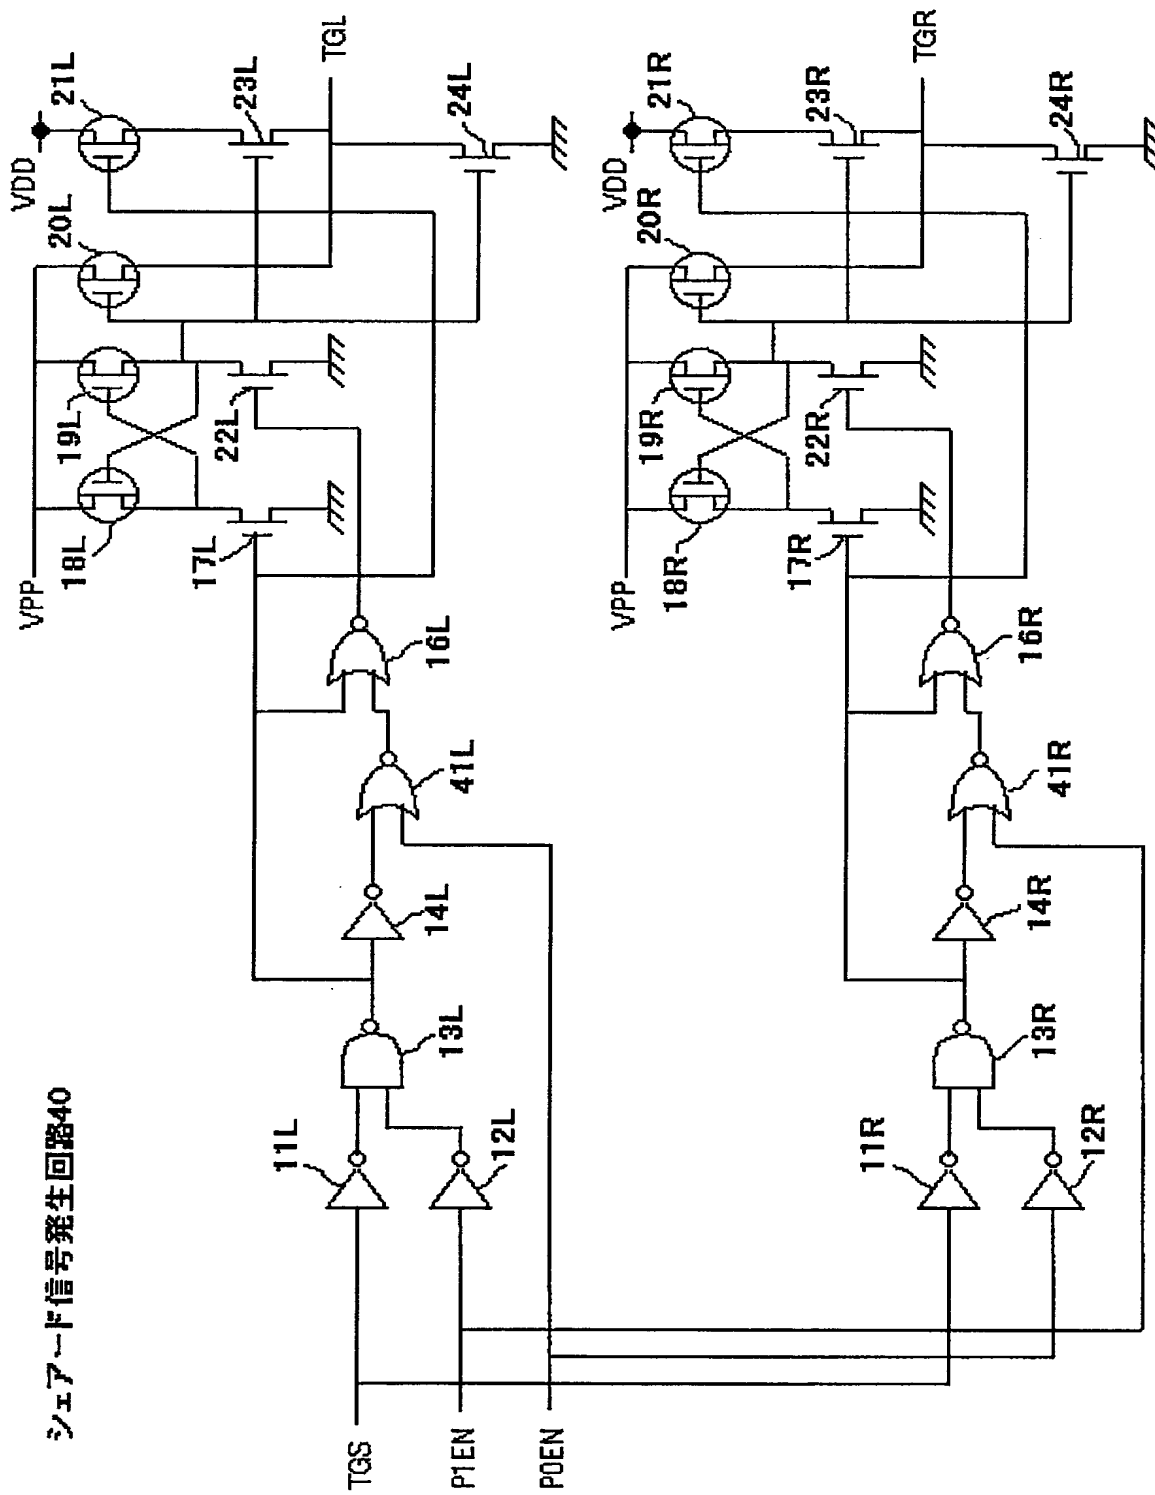 シェアード信号発生回路40
TGS
P1EN
P0EN
11L
12L
13L
14L
41L
16L
VPP
17L
18L
19L
20L
VDD
21L
22L
23L
24L
TGL
11R
12R
13R
14R
41R
16R
VPP
17R
18R
19R
20R
VDD
21R
22R
23R
24R
TGR